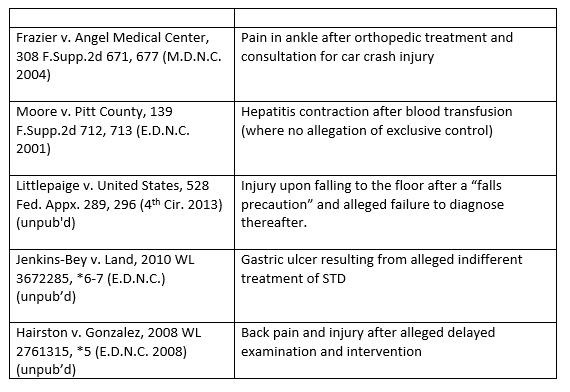 Frazier v. Angel Medical Center,
308 F.Supp.2d 671, 677 (M.D.N.C.
2004)
Pain in ankle after orthopedic treatment and
consultation for car crash injury
Moore v. Pitt County, 139
F.Supp.2d 712, 713 (E.D.N.C.
2001)
Hepatitis contraction after blood transfusion
(where no allegation of exclusive control)
Littlepaige v. United States, 528
Fed. Appx. 289, 296 (4th Cir. 2013)
(unpub'd)
Injury upon falling to the floor after a “falls
precaution” and alleged failure to diagnose
thereafter.
Jenkins-Bey v. Land, 2010 WL
3672285, *6-7 (E.D.N.C.)
(unpub’d)
Gastric ulcer resulting from alleged indifferent
treatment of STD
Hairston v. Gonzalez, 2008 WL
2761315, *5 (E.D.N.C. 2008)
(unpub’d)
Back pain and injury after alleged delayed
examination and intervention